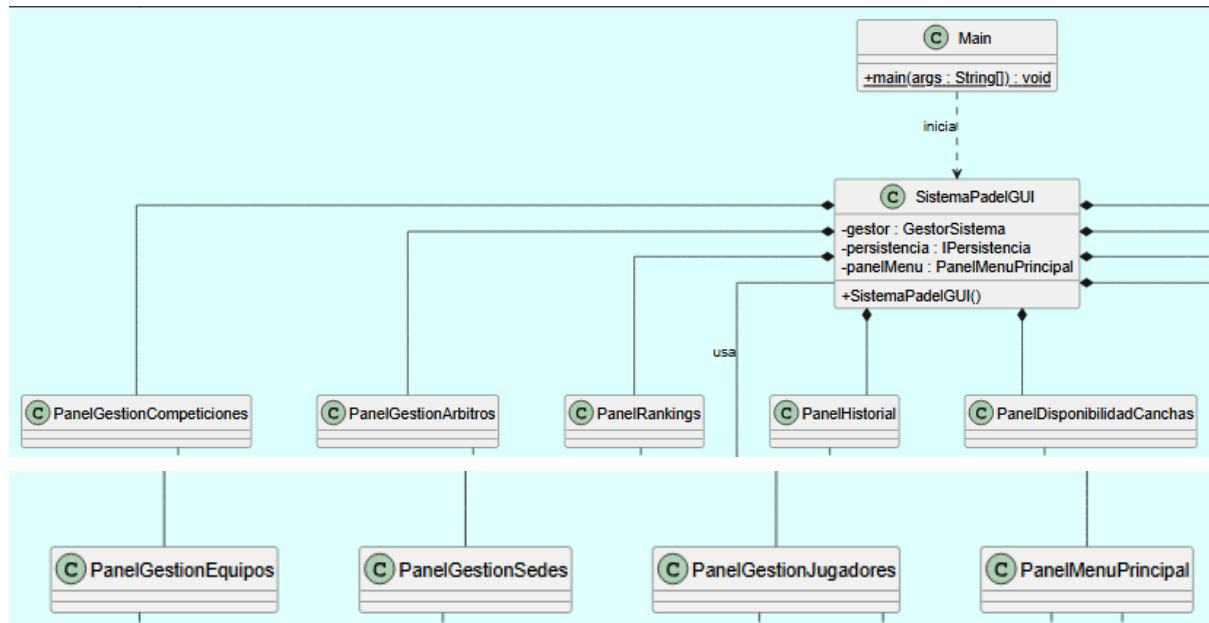 C Main
+main(args : String[]) : void
inicia
C SistemaPadelGUI
-gestor : GestorSistema
-persistencia : IPersistencia
-panelMenu : PanelMenuPrincipal
+SistemaPadelGUI()
usa
C PanelGestionCompeticiones
C PanelGestionArbitros
C PanelRankings
C PanelHistorial
C PanelDisponibilidadCanchas
C PanelGestionEquipos
C PanelGestionSedes
C PanelGestionJugadores
C PanelMenuPrincipal